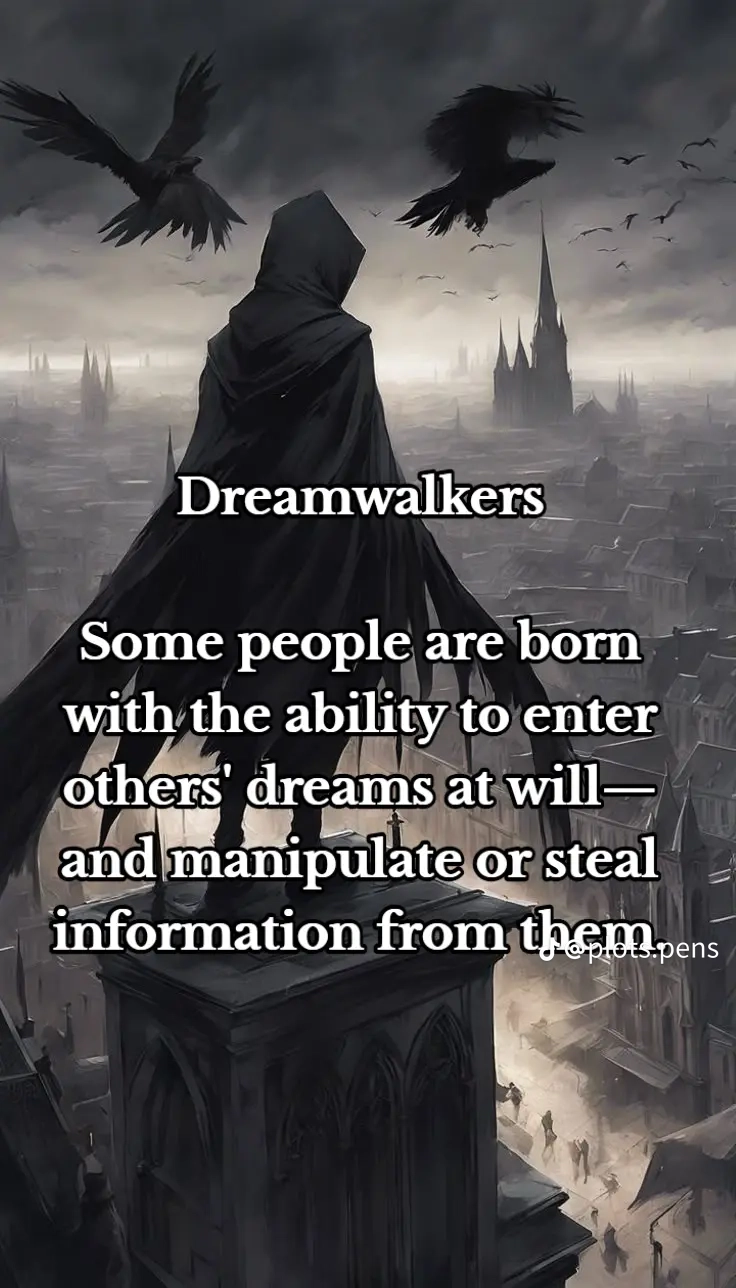 Dreamwalkers
Some people are born
with the ability to enter
others' dreams at will—
and manipulate or steal
information from them.
@plots.pens